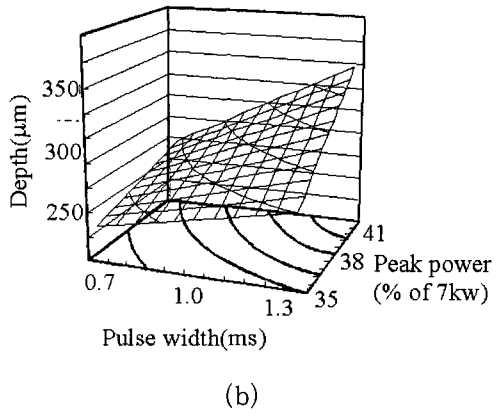 Depth(μm)
350
300
250
0.7
1.0
1.3
35
38
41
Pulse width(ms)
Peak power
(% of 7kw)
(b)